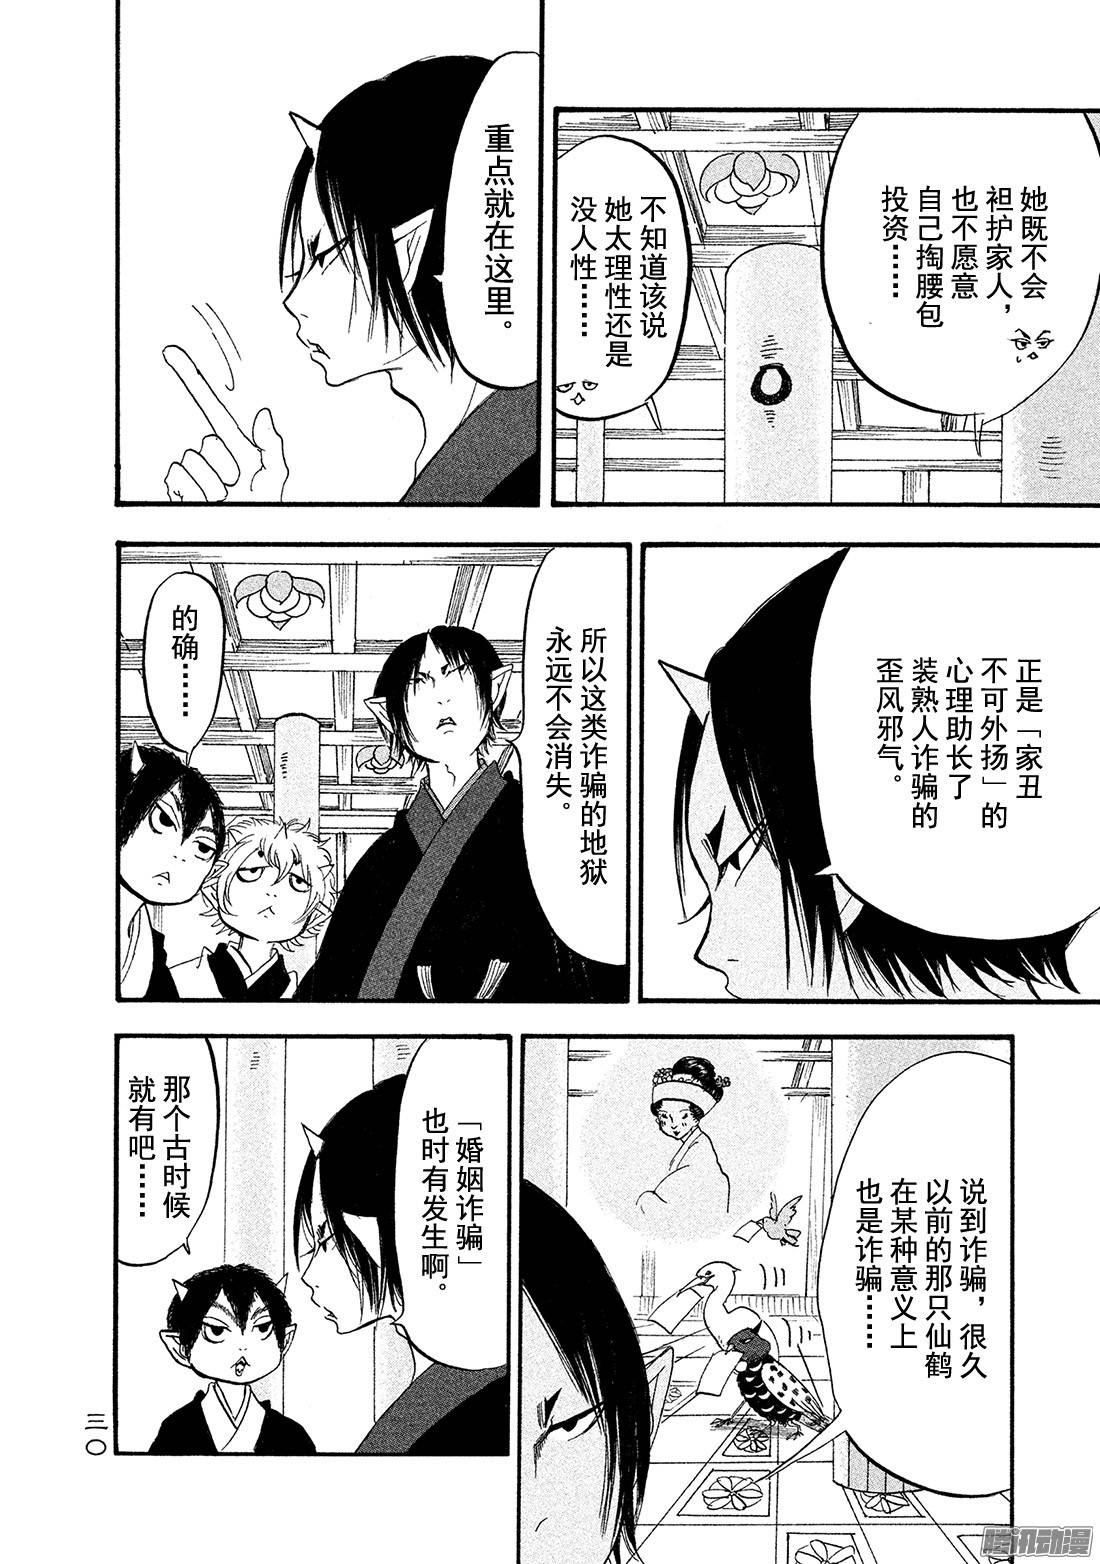 她既不会
袒护家人，
也不愿意
自己掏腰包
投资……
不知道该说
她太理性还是
没人性……
重点就在这里。
正是「家丑
不可外扬」的
心理助长了
装熟人诈骗的
歪风邪气。
所以这类诈骗的地狱
永远不会消失。
的确……
说到诈骗，很久
以前的那只仙鹤
在某种意义上
也是诈骗……
「婚姻诈骗」
也时有发生啊。
那个古时候
就有吧……
三〇
腾讯动漫